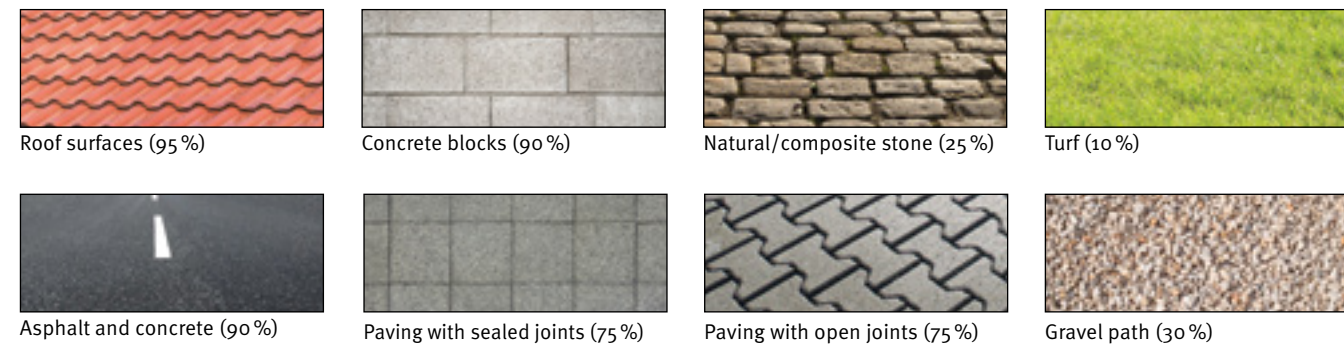 Roof surfaces (95 %)
Concrete blocks (90 %)
Natural/composite stone (25 %)
Turf (10 %)
Asphalt and concrete (90 %)
Paving with sealed joints (75 %)
Paving with open joints (75 %)
Gravel path (30 %)